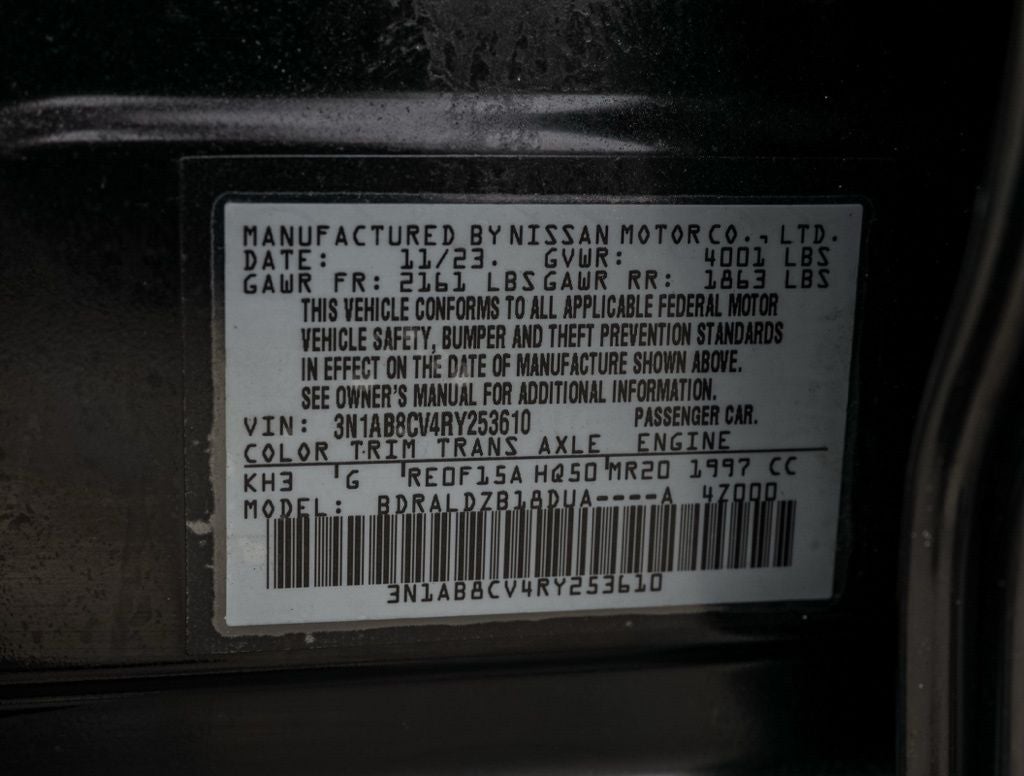 MANUFACTURED BY NISSAN MOTOR CO., LTD.
DATE: 11/23. GVWR: 4001 LBS
GAWR FR: 2161 LBS GAWR RR: 1863 LBS
THIS VEHICLE CONFORMS TO ALL APPLICABLE FEDERAL MOTOR
VEHICLE SAFETY, BUMPER AND THEFT PREVENTION STANDARDS
IN EFFECT ON THE DATE OF MANUFACTURE SHOWN ABOVE.
SEE OWNER'S MANUAL FOR ADDITIONAL INFORMATION.
VIN: 3N1AB8CV4RY253610 PASSENGER CAR.
COLOR TRIM TRANS AXLE ENGINE
KH3 G RE0F15A HQ50 MR20 1997 CC
MODEL: BDRALDZB18DUA----A 4Z000
3N1AB8CV4RY253610